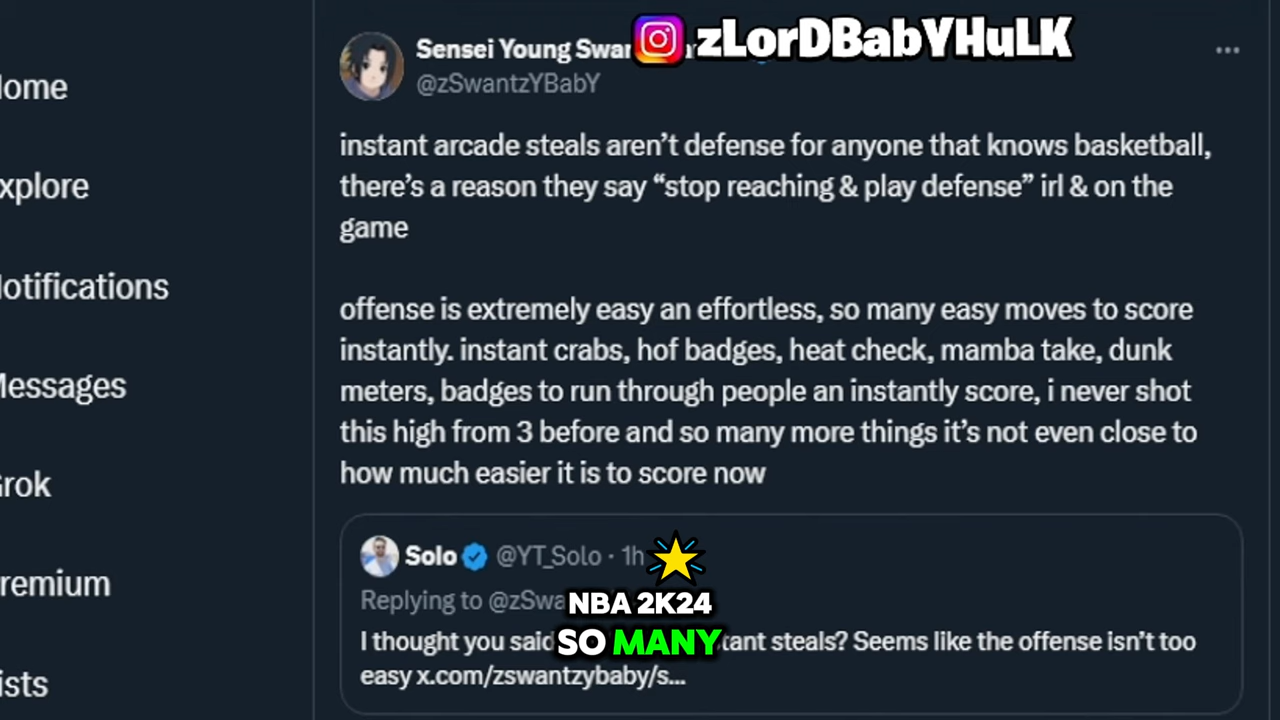 zLorDBabYHuLK
Sensei Young Swan
@zSwantzYBabY
ome
xplore
otifications
Messages
rok
remium
ists
instant arcade steals aren’t defense for anyone that knows basketball,
there’s a reason they say “stop reaching & play defense” irl & on the
game
offense is extremely easy an effortless, so many easy moves to score
instantly. instant crabs, hof badges, heat check, mamba take, dunk
meters, badges to run through people an instantly score, i never shot
this high from 3 before and so many more things it’s not even close to
how much easier it is to score now
Solo @YT_Solo · 1h
Replying to @zSwa
NBA 2K24
SO MANY
I thought you said tant steals? Seems like the offense isn’t too
easy x.com/zswantzybaby/s...